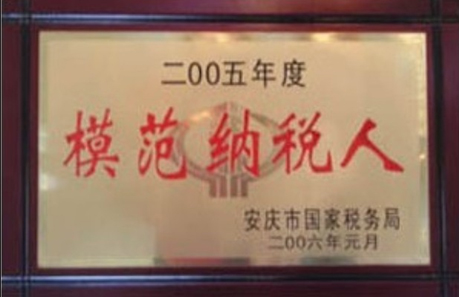 二00五年度
模范纳税人
安庆市国家税务局
二00六年元月